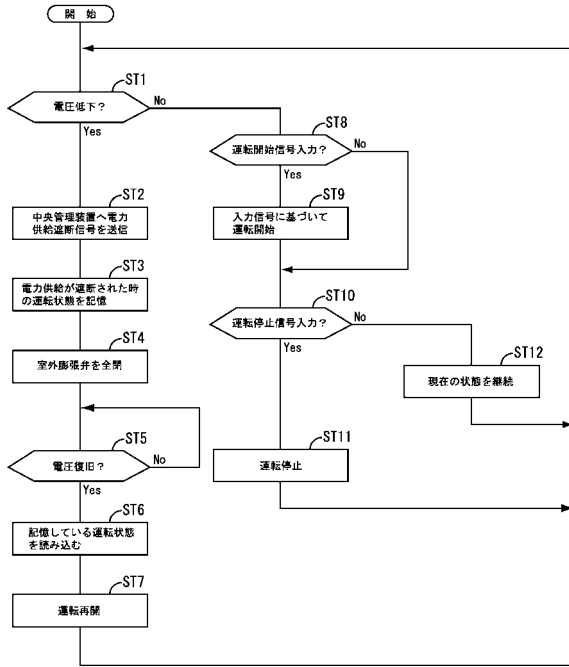 開始
ST1
電圧低下?
No
Yes
ST8
運転開始信号入力?
No
Yes
ST2
中央管理装置へ電力
供給遮断信号を送信
ST9
入力信号に基づいて
運転開始
ST3
電力供給が遮断された時
の運転状態を記憶
ST10
運転停止信号入力?
No
Yes
ST4
室外膨張弁を全閉
ST12
現在の状態を継続
ST5
電圧復旧?
No
Yes
ST11
運転停止
ST6
記憶している運転状態
を読み込む
ST7
運転再開